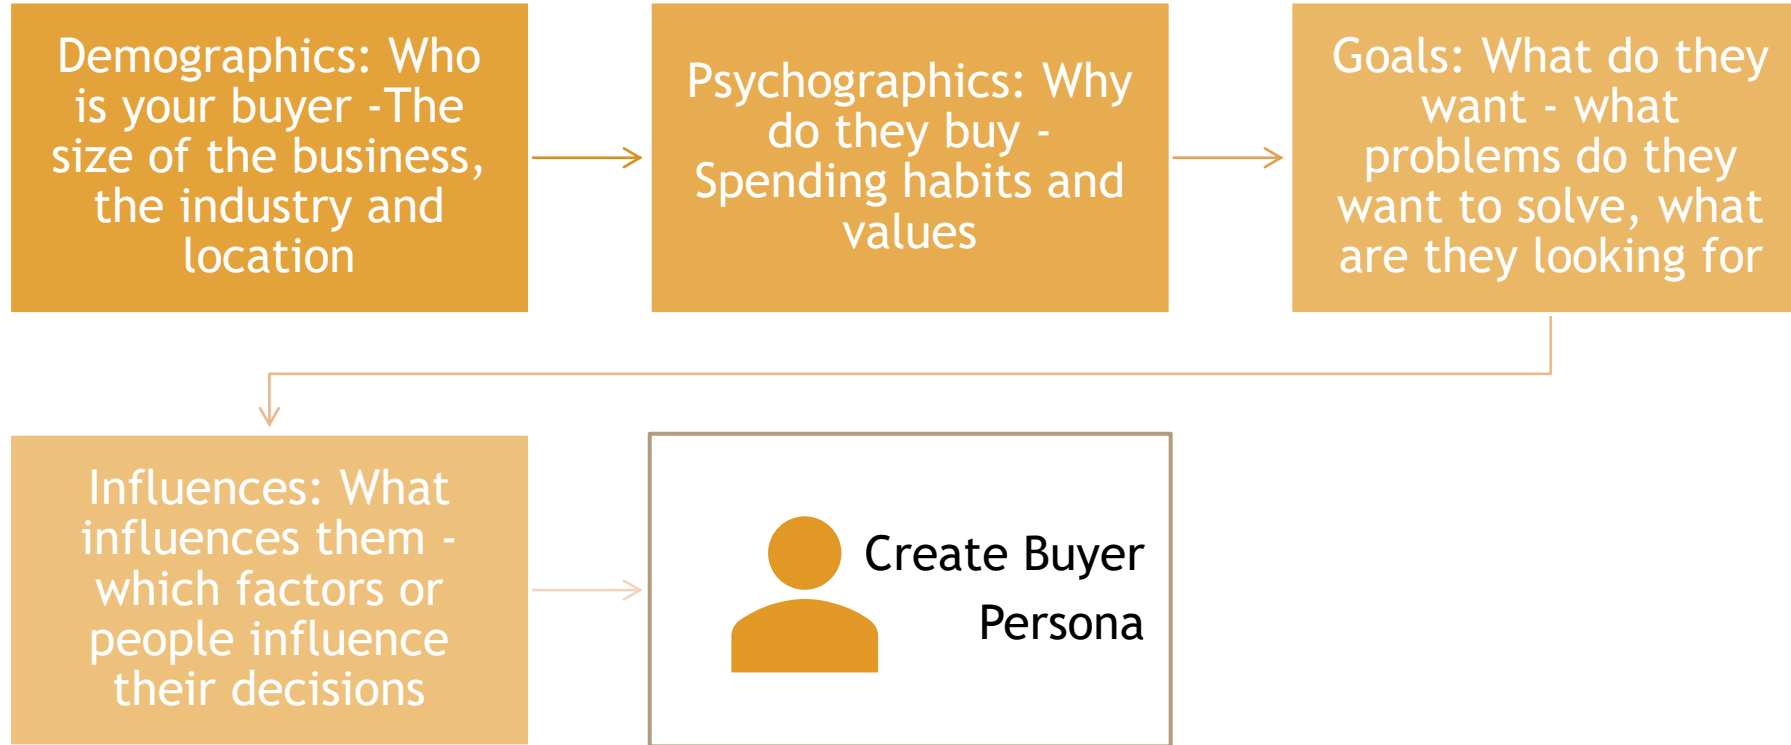 Demographics: Who
is your buyer -The
size of the business,
the industry and
location
Psychographics: Why
do they buy -
Spending habits and
values
Goals: What do they
want - what
problems do they
want to solve, what
are they looking for
Influences: What
influences them -
which factors or
people influence
their decisions
Create Buyer
Persona